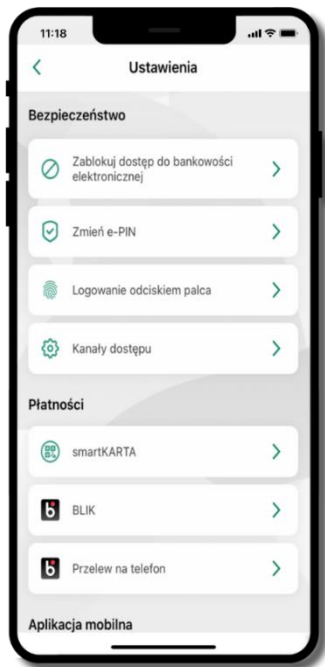 11:18
Ustawienia
Bezpieczeństwo
Zablokuj dostęp do bankowości
elektronicznej
Zmień e-PIN
Logowanie odciskiem palca
Kanały dostępu
Płatności
smartKARTA
BLIK
Przelew na telefon
Aplikacja mobilna